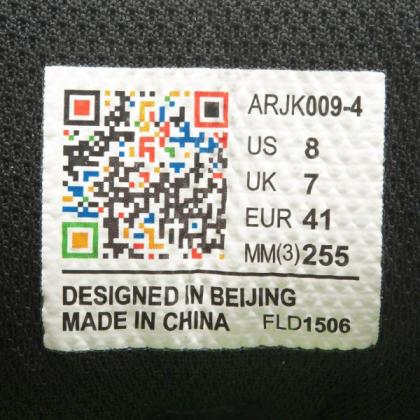 ARJK009-4
US 8
UK 7
EUR 41
MM(3)255
DESIGNED IN BEIJING
MADE IN CHINA FLD1506